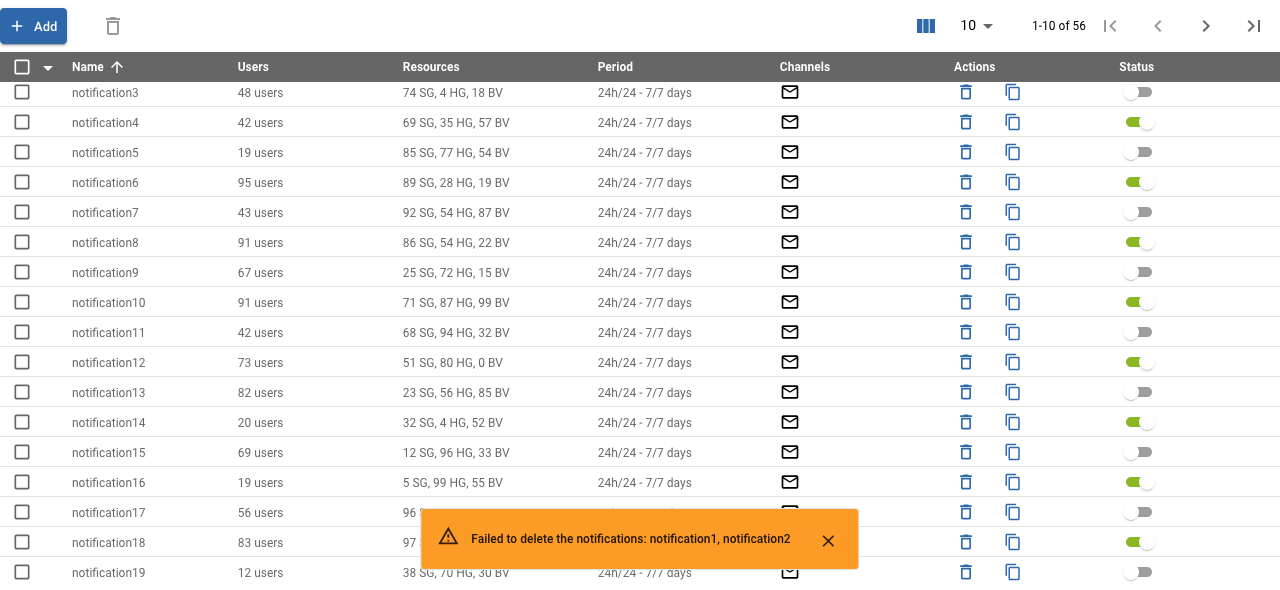 Add 10 1-10 of 56
Name Users Resources Period Channels Actions Status
notification3 48 users 74 SG, 4 HG, 18 BV 24h/24 - 7/7 days
notification4 42 users 69 SG, 35 HG, 57 BV 24h/24 - 7/7 days
notification5 19 users 85 SG, 77 HG, 54 BV 24h/24 - 7/7 days
notification6 95 users 89 SG, 28 HG, 19 BV 24h/24 - 7/7 days
notification7 43 users 92 SG, 54 HG, 87 BV 24h/24 - 7/7 days
notification8 91 users 86 SG, 54 HG, 22 BV 24h/24 - 7/7 days
notification9 67 users 25 SG, 72 HG, 15 BV 24h/24 - 7/7 days
notification10 91 users 71 SG, 87 HG, 99 BV 24h/24 - 7/7 days
notification11 42 users 68 SG, 94 HG, 32 BV 24h/24 - 7/7 days
notification12 73 users 51 SG, 80 HG, 0 BV 24h/24 - 7/7 days
notification13 82 users 23 SG, 56 HG, 85 BV 24h/24 - 7/7 days
notification14 20 users 32 SG, 4 HG, 52 BV 24h/24 - 7/7 days
notification15 69 users 12 SG, 96 HG, 33 BV 24h/24 - 7/7 days
notification16 19 users 5 SG, 99 HG, 55 BV 24h/24 - 7/7 days
notification17 56 users 96
Failed to delete the notifications: notification1, notification2
notification18 83 users 97
notification19 12 users 38 SG, 70 HG, 30 BV 24h/24 - 7/7 days